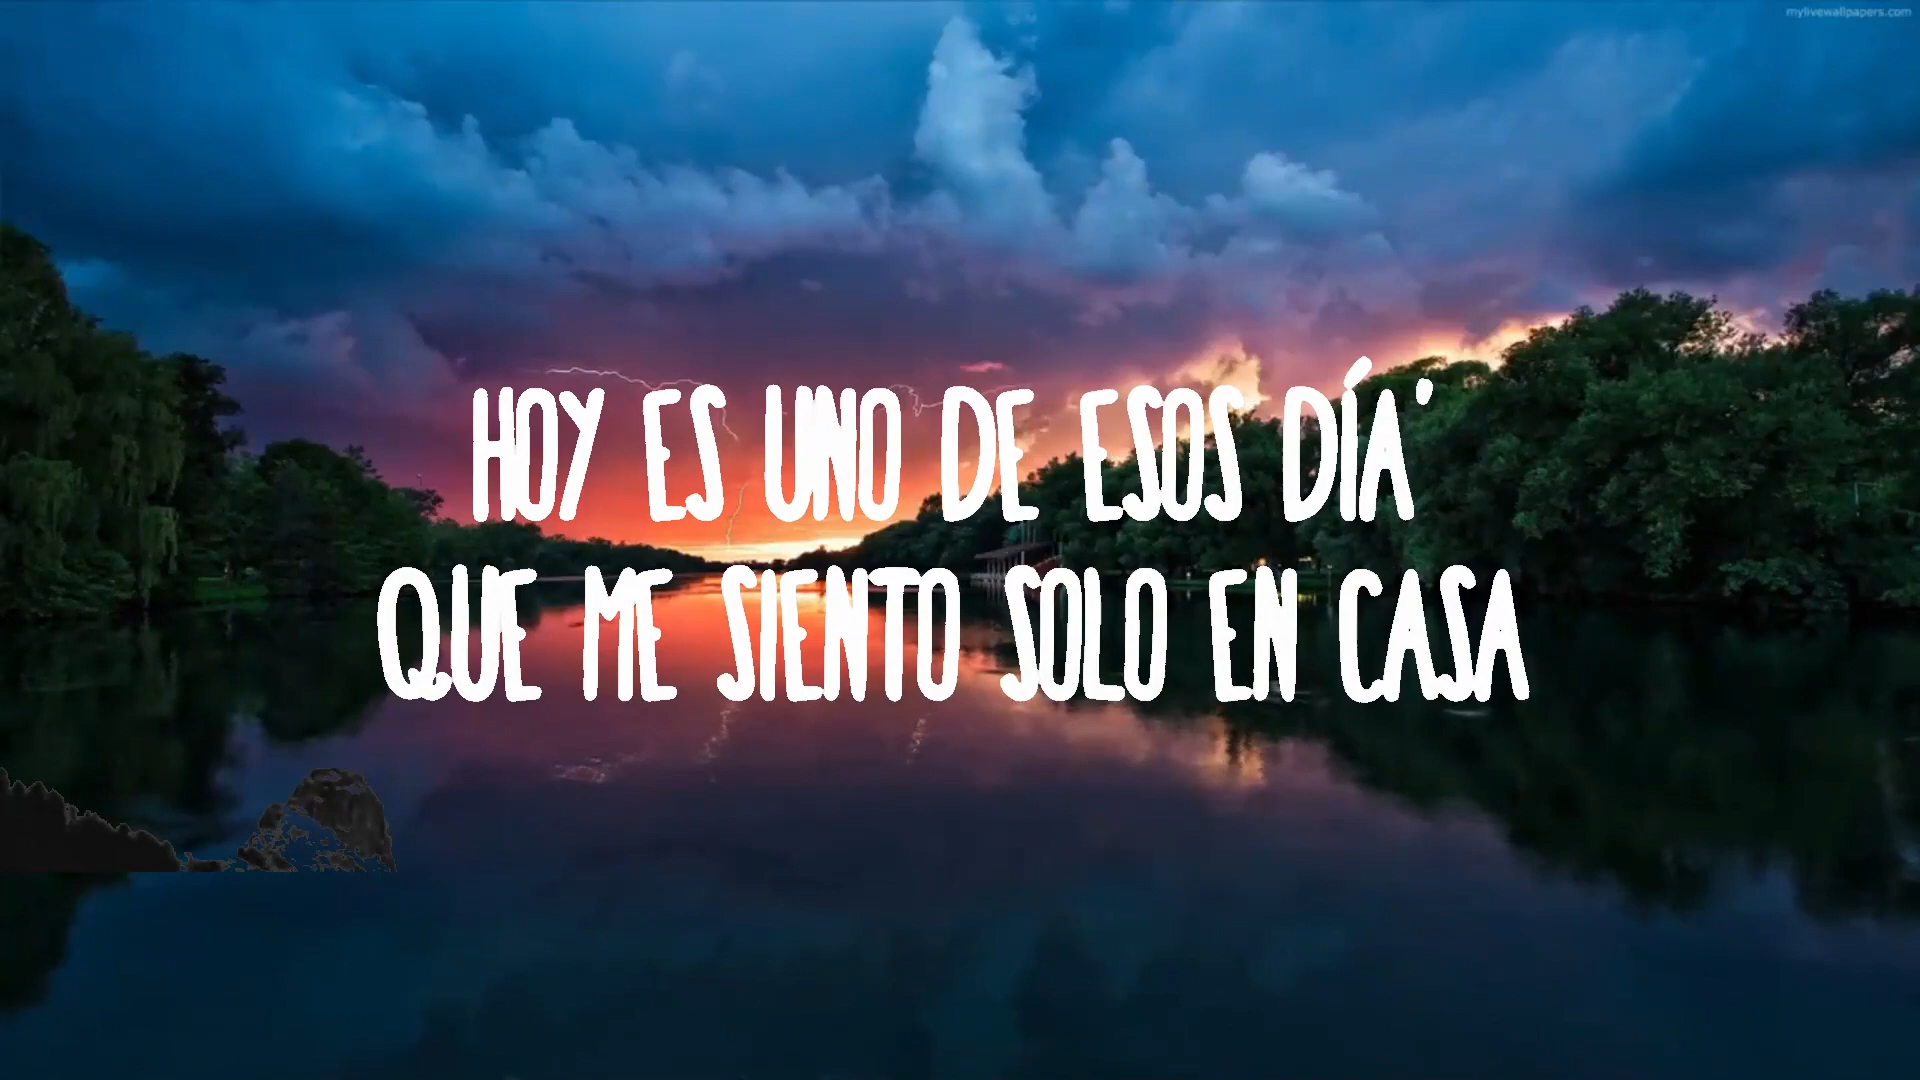 mylivewallpapers.com
HOY ES UNO DE ESOS DÍA'
QUE ME SIENTO SOLO EN CASA